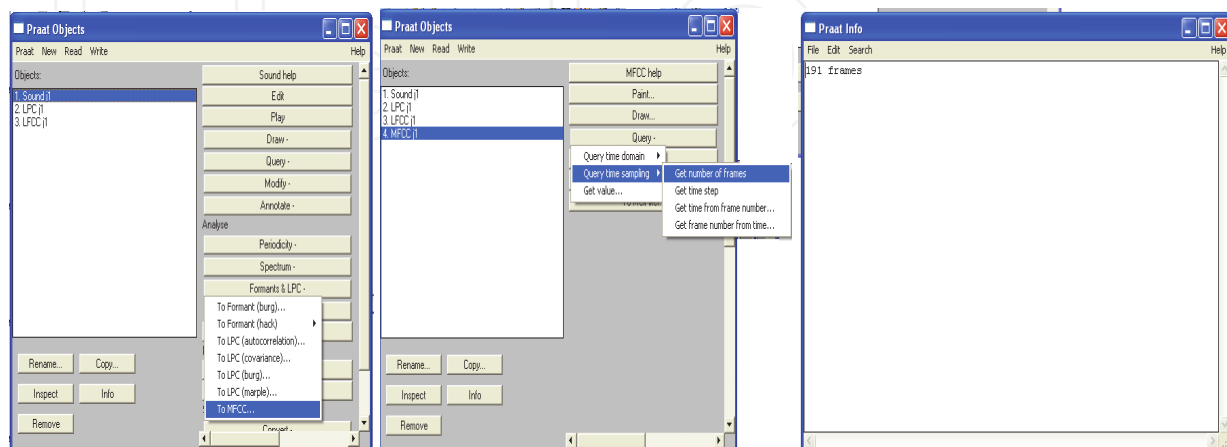 Praat Objects
Praat New Read Write Help
Objects:
1. Sound j1
2. LPC j1
3. LFCC j1
Sound help
Edit
Play
Draw -
Query -
Modify -
Annotate -
Analyse
Periodicity -
Spectrum -
Formants & LPC -
To Formant (burg)...
To Formant (hack)
To LPC (autocorrelation)...
To LPC (covariance)...
To LPC (burg)...
To LPC (marple)...
To MFCC...
Convert -
Rename... Copy...
Inspect Info
Remove
Praat Objects
Praat New Read Write Help
Objects:
1. Sound j1
2. LPC j1
3. LFCC j1
4. MFCC j1
MFCC help
Paint...
Draw...
Query -
Query time domain
Query time sampling
Get value...
Get number of frames
Get time step
Get time from frame number...
Get frame number from time...
Rename... Copy...
Inspect Info
Remove
Praat Info
File Edit Search Help
191 frames